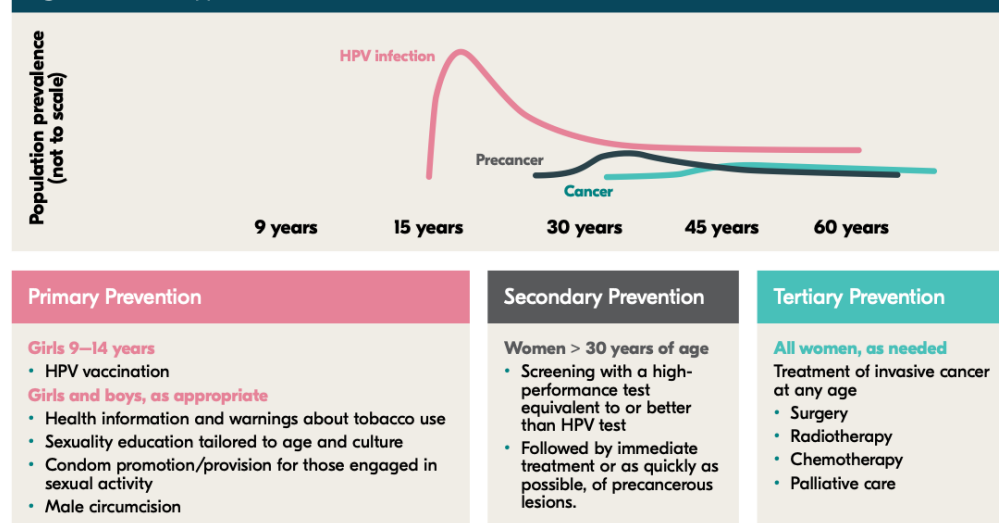 Population prevalence
(not to scale)
HPV infection
Precancer
Cancer
9 years
15 years
30 years
45 years
60 years
Primary Prevention
Girls 9–14 years
• HPV vaccination
Girls and boys, as appropriate
• Health information and warnings about tobacco use
• Sexuality education tailored to age and culture
• Condom promotion/provision for those engaged in
sexual activity
• Male circumcision
Secondary Prevention
Women > 30 years of age
• Screening with a high-
performance test
equivalent to or better
than HPV test
• Followed by immediate
treatment or as quickly as
possible, of precancerous
lesions.
Tertiary Prevention
All women, as needed
Treatment of invasive cancer
at any age
• Surgery
• Radiotherapy
• Chemotherapy
• Palliative care